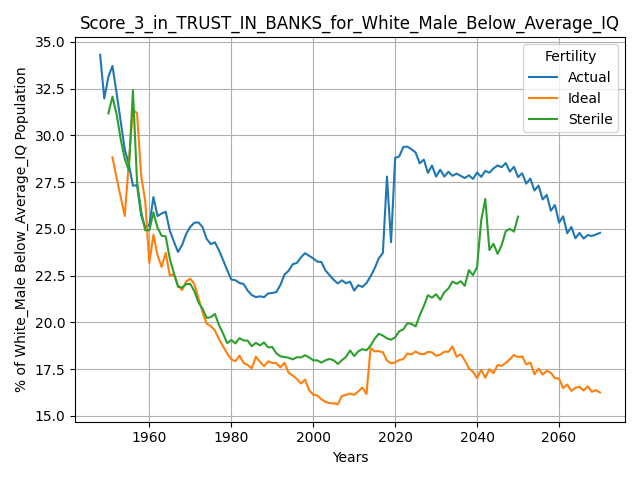 Score_3_in_TRUST_IN_BANKS_for_White_Male_Below_Average_IQ
Fertility
Actual
Ideal
Sterile
% of White_Male Below_Average_IQ Population
35.0
32.5
30.0
27.5
25.0
22.5
20.0
17.5
15.0
1960
1980
2000
2020
2040
2060
Years